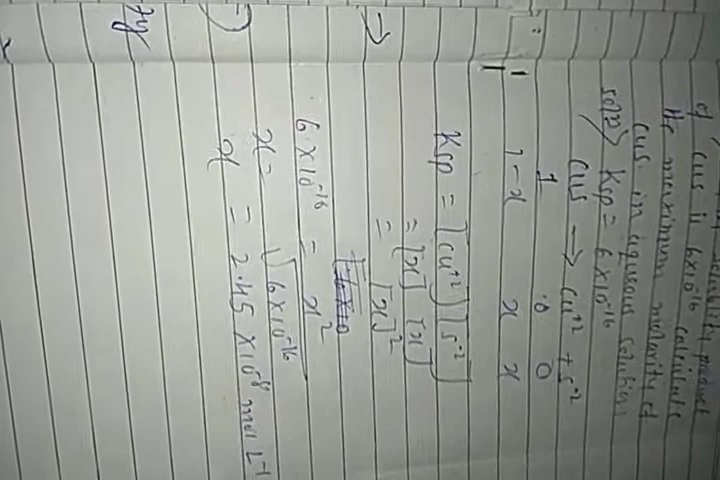 of CuS is 6×10⁻¹⁶ calculate
the maximum molarity of
CuS in aqueous solution
solⁿ Ksp = 6×10⁻¹⁶
CuS → Cu⁺² + S⁻²
1 0 0
1-x x x
Ksp = [Cu⁺²] [S⁻²]
= [x] [x]
= [x]²
6×10⁻¹⁶ = x²
x = √6×10⁻¹⁶
x = 2.45 × 10⁻⁸ mol L⁻¹